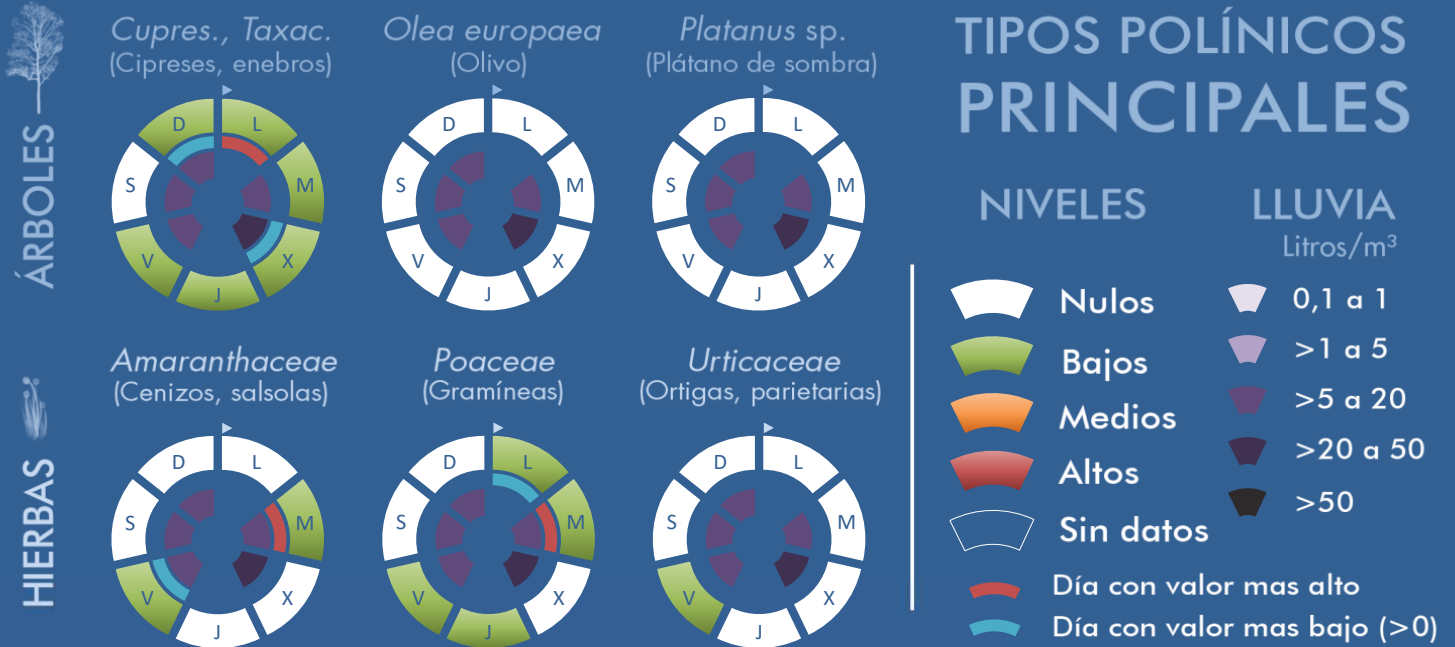 ÁRBOLES
Cupres., Taxac.
(Cipreses, enebros)
D L
S M
V X
J
Olea europaea
(Olivo)
D L
S M
V X
J
Platanus sp.
(Plátano de sombra)
D L
S M
V X
J
HIERBAS
Amaranthaceae
(Cenizos, salsolas)
D L
S M
V X
J
Poaceae
(Gramíneas)
D L
S M
V X
J
Urticaceae
(Ortigas, parietarias)
D L
S M
V X
J
TIPOS POLÍNICOS
PRINCIPALES
NIVELES
Nulos
Bajos
Medios
Altos
Sin datos
LLUVIA
Litros/m³
0,1 a 1
>1 a 5
>5 a 20
>20 a 50
>50
Día con valor mas alto
Día con valor mas bajo (>0)